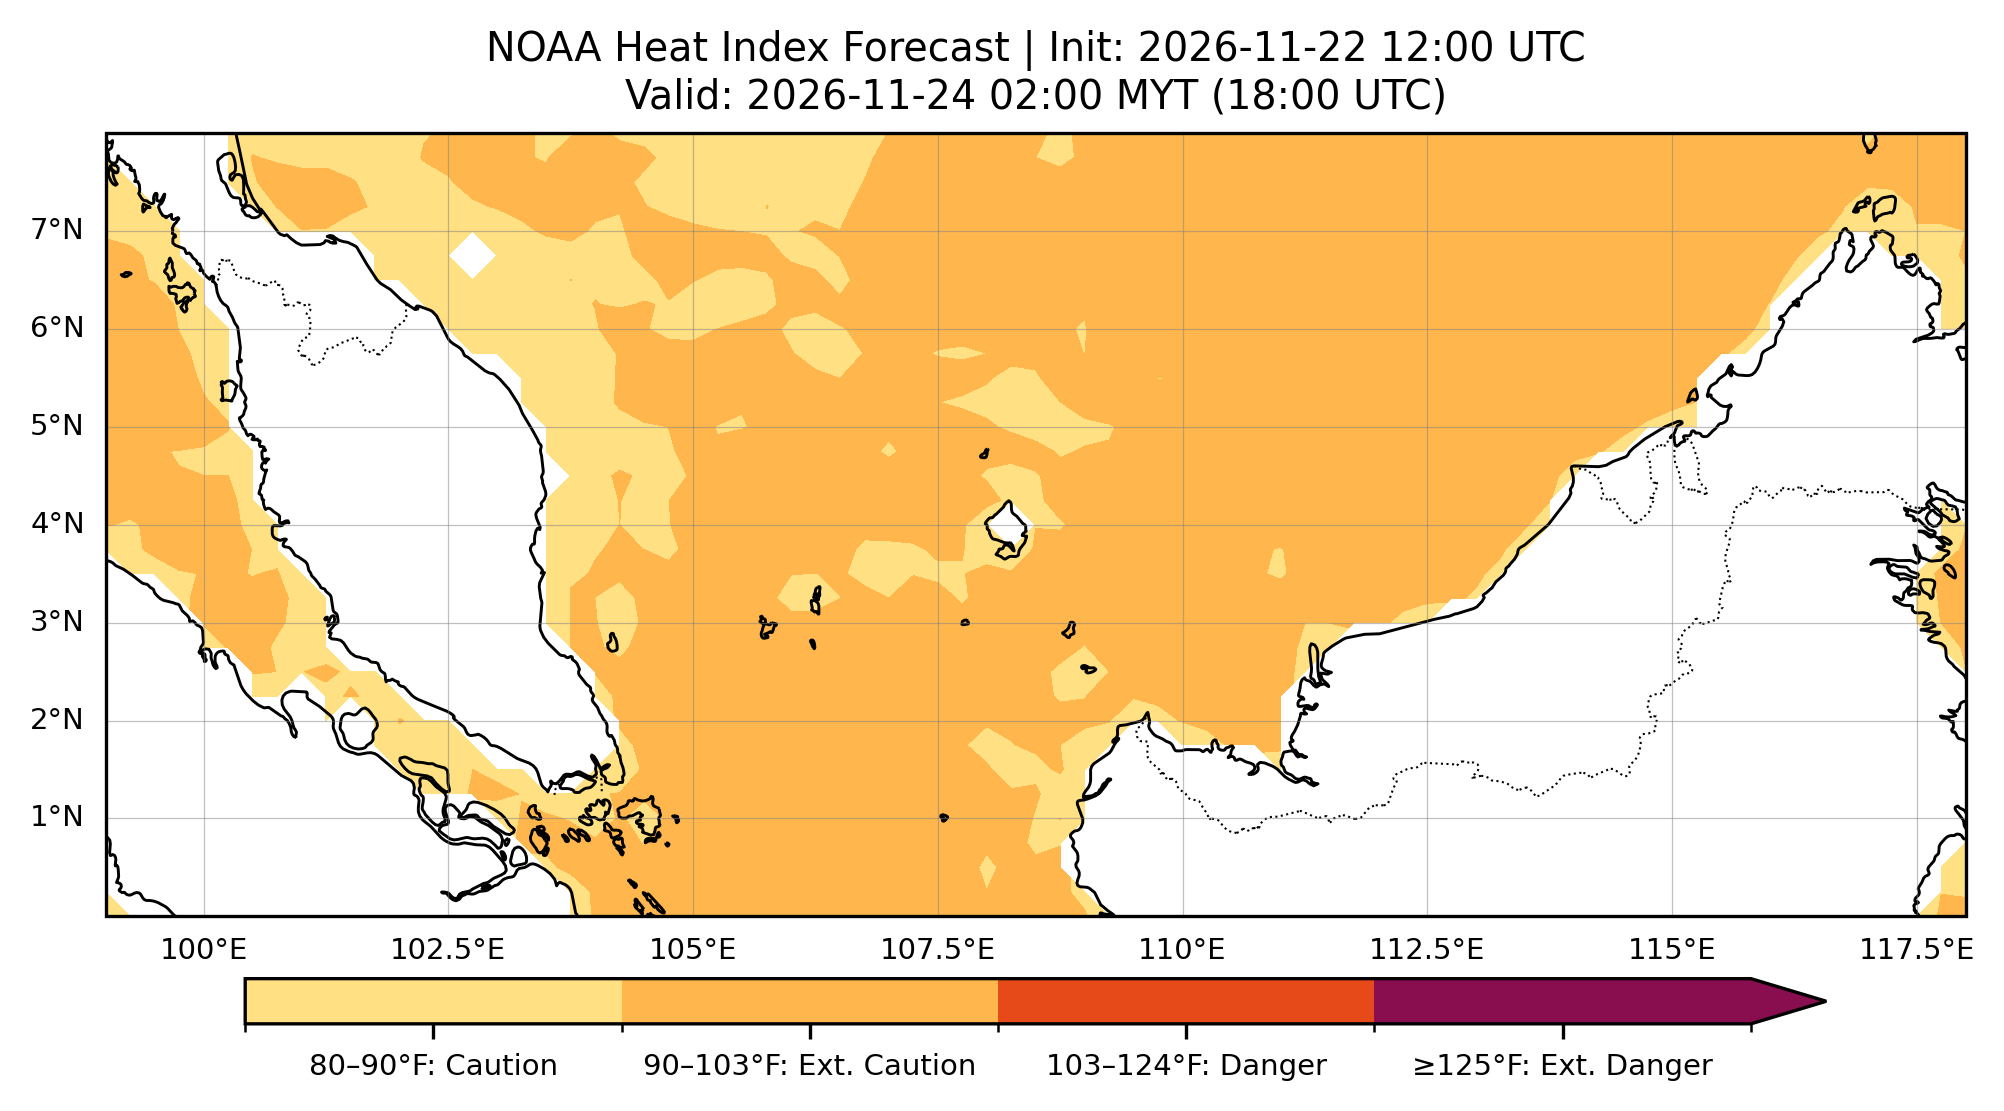 NOAA Heat Index Forecast | Init: 2026-11-22 12:00 UTC
Valid: 2026-11-24 02:00 MYT (18:00 UTC)
7°N
6°N
5°N
4°N
3°N
2°N
1°N
100°E 102.5°E 105°E 107.5°E 110°E 112.5°E 115°E 117.5°E
80–90°F: Caution 90–103°F: Ext. Caution 103–124°F: Danger ≥125°F: Ext. Danger